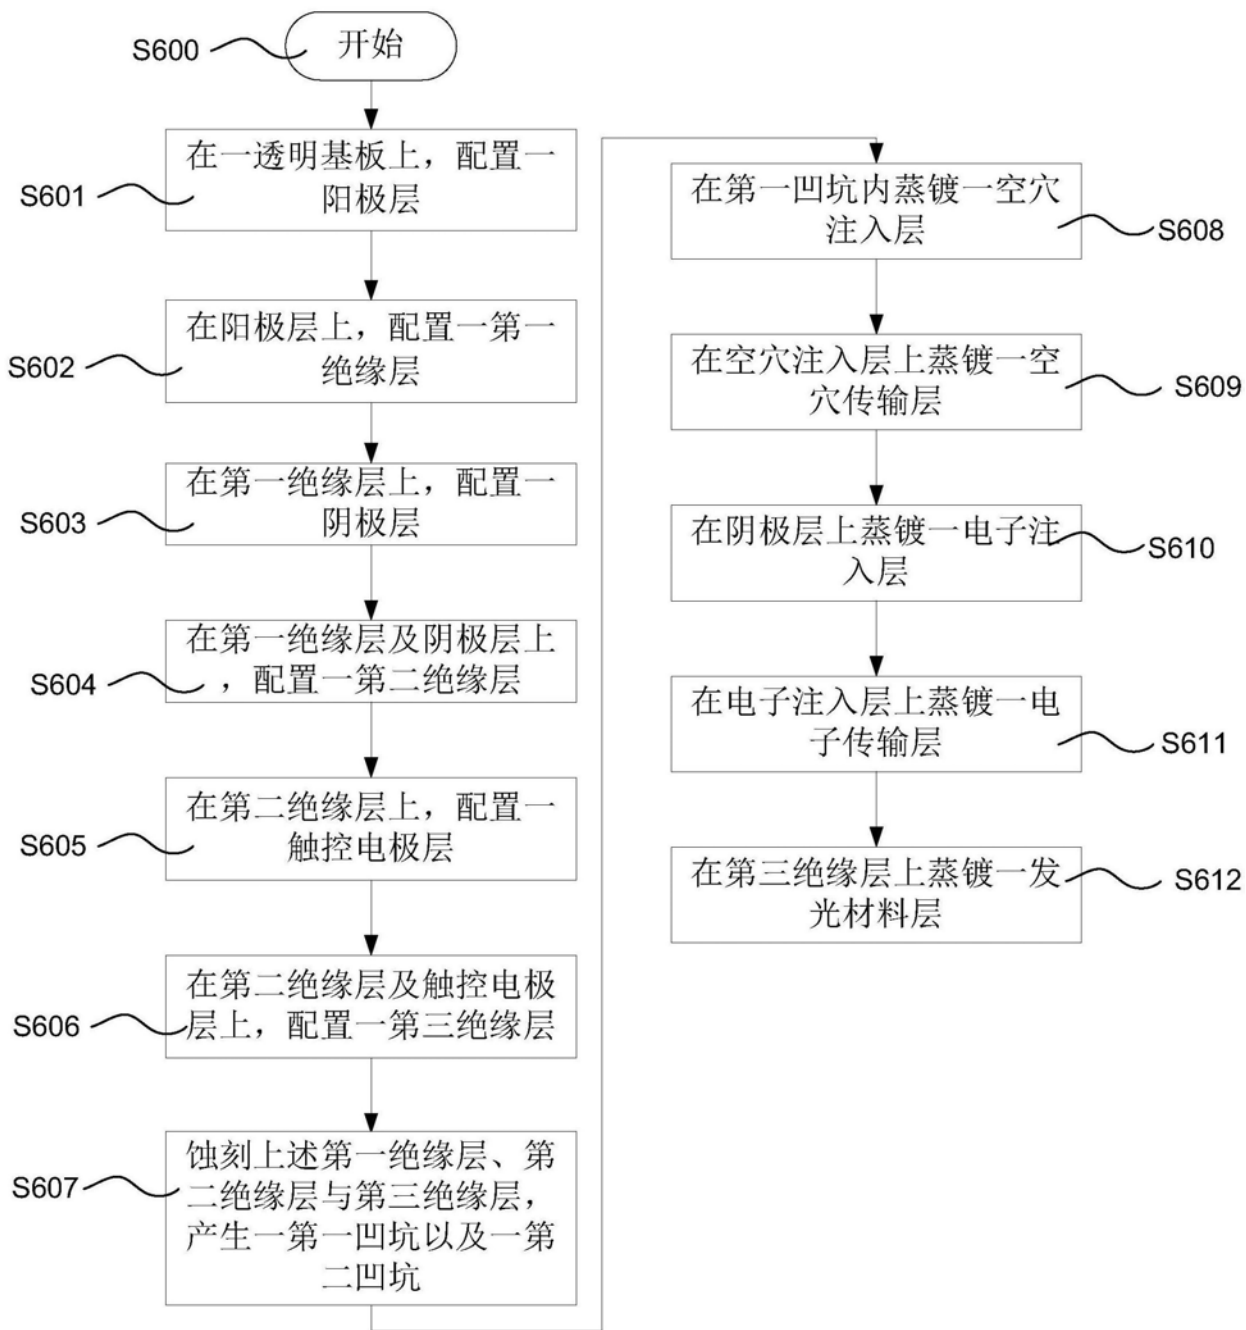 S600
开始
S601
在一透明基板上，配置一
阳极层
S602
在阳极层上，配置一第一
绝缘层
S603
在第一绝缘层上，配置一
阴极层
S604
在第一绝缘层及阴极层上
，配置一第二绝缘层
S605
在第二绝缘层上，配置一
触控电极层
S606
在第二绝缘层及触控电极
层上，配置一第三绝缘层
S607
蚀刻上述第一绝缘层、第
二绝缘层与第三绝缘层，
产生一第一凹坑以及一第
二凹坑
在第一凹坑内蒸镀一空穴
注入层
S608
在空穴注入层上蒸镀一空
穴传输层
S609
在阴极层上蒸镀一电子注
入层
S610
在电子注入层上蒸镀一电
子传输层
S611
在第三绝缘层上蒸镀一发
光材料层
S612